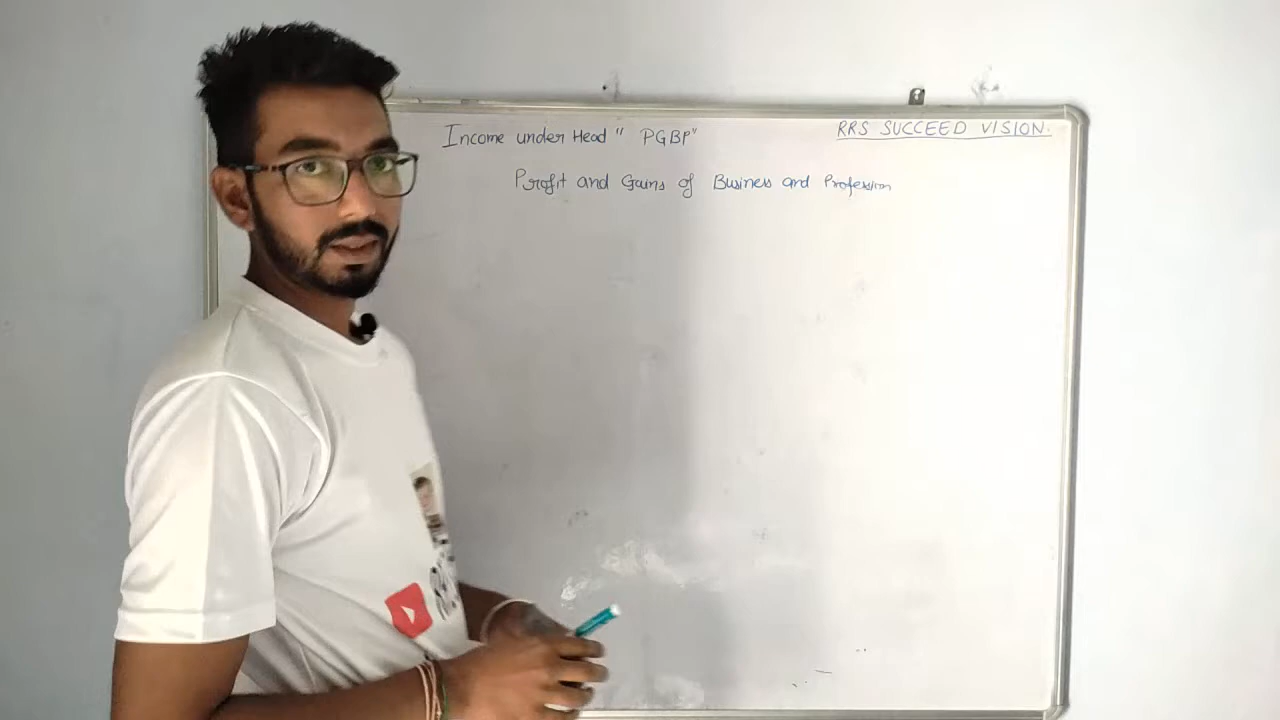 Income under Head " PGBP"
RRS SUCCEED VISION.
Profit and Gains of Business and Profession